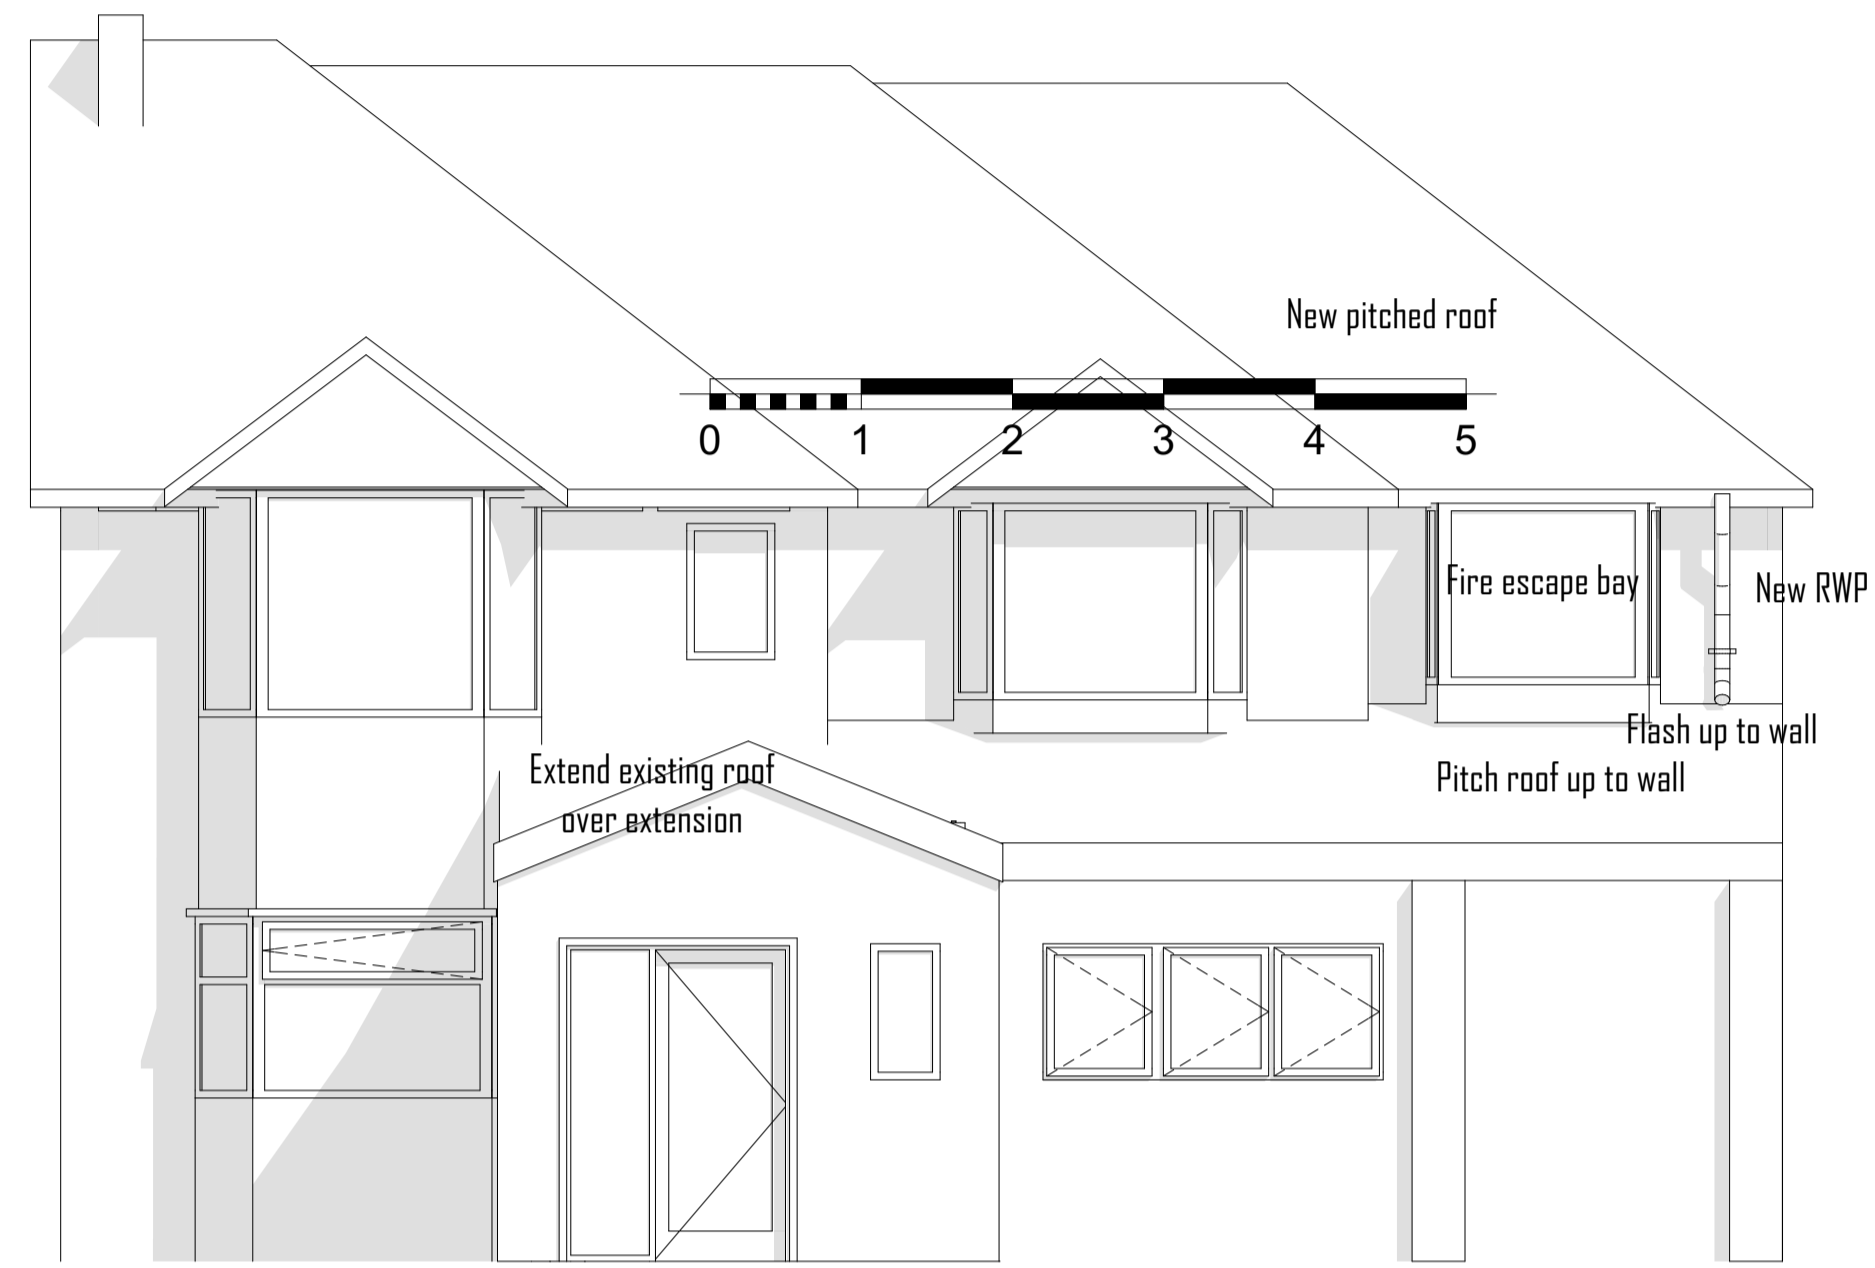 New pitched roof
0 1 2 3 4 5
Fire escape bay
New RWP
Flash up to wall
Extend existing roof
over extension
Pitch roof up to wall